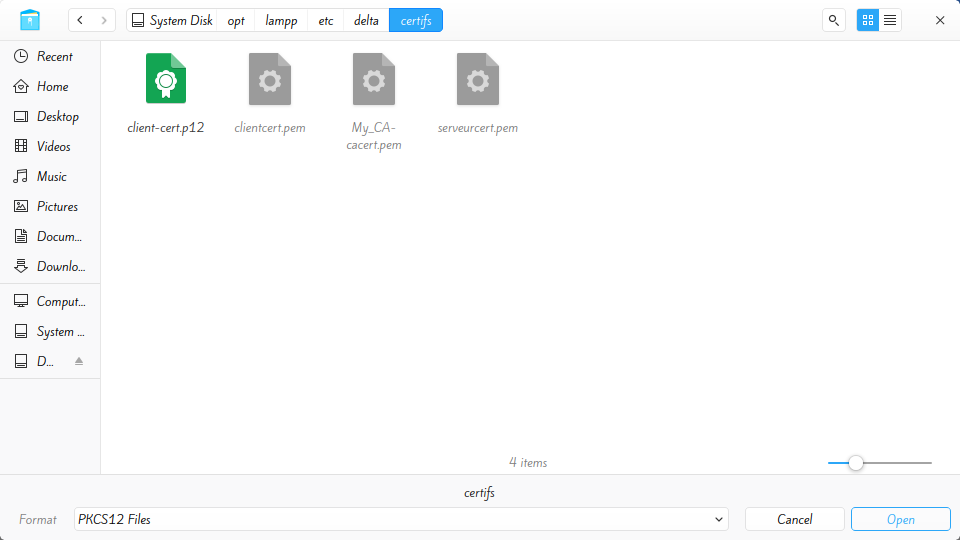 System Disk opt lampp etc delta certifs
Recent
Home
Desktop
Videos
Music
Pictures
Docum...
Downlo...
Comput...
System ...
D...
client-cert.p12
clientcert.pem
My_CA-
cacert.pem
serveurcert.pem
4 items
certifs
Format PKCS12 Files Cancel Open